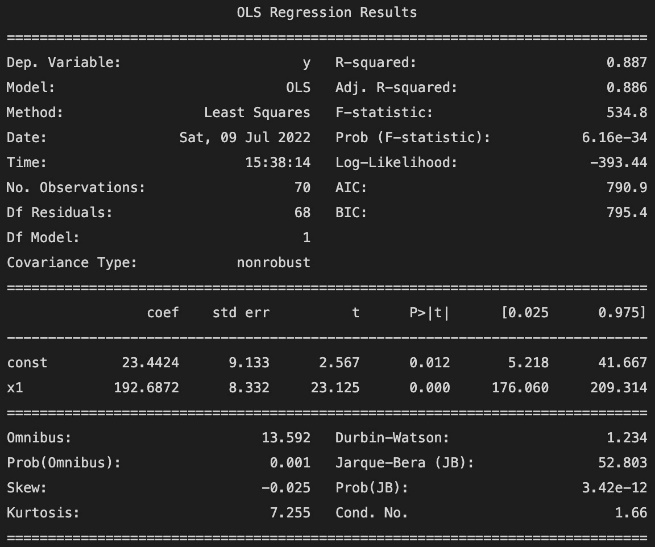 OLS Regression Results
==============================================================================
Dep. Variable: y R-squared: 0.887
Model: OLS Adj. R-squared: 0.886
Method: Least Squares F-statistic: 534.8
Date: Sat, 09 Jul 2022 Prob (F-statistic): 6.16e-34
Time: 15:38:14 Log-Likelihood: -393.44
No. Observations: 70 AIC: 790.9
Df Residuals: 68 BIC: 795.4
Df Model: 1
Covariance Type: nonrobust
==============================================================================
coef std err t P>|t| [0.025 0.975]
------------------------------------------------------------------------------
const 23.4424 9.133 2.567 0.012 5.218 41.667
x1 192.6872 8.332 23.125 0.000 176.060 209.314
==============================================================================
Omnibus: 13.592 Durbin-Watson: 1.234
Prob(Omnibus): 0.001 Jarque-Bera (JB): 52.803
Skew: -0.025 Prob(JB): 3.42e-12
Kurtosis: 7.255 Cond. No. 1.66
==============================================================================